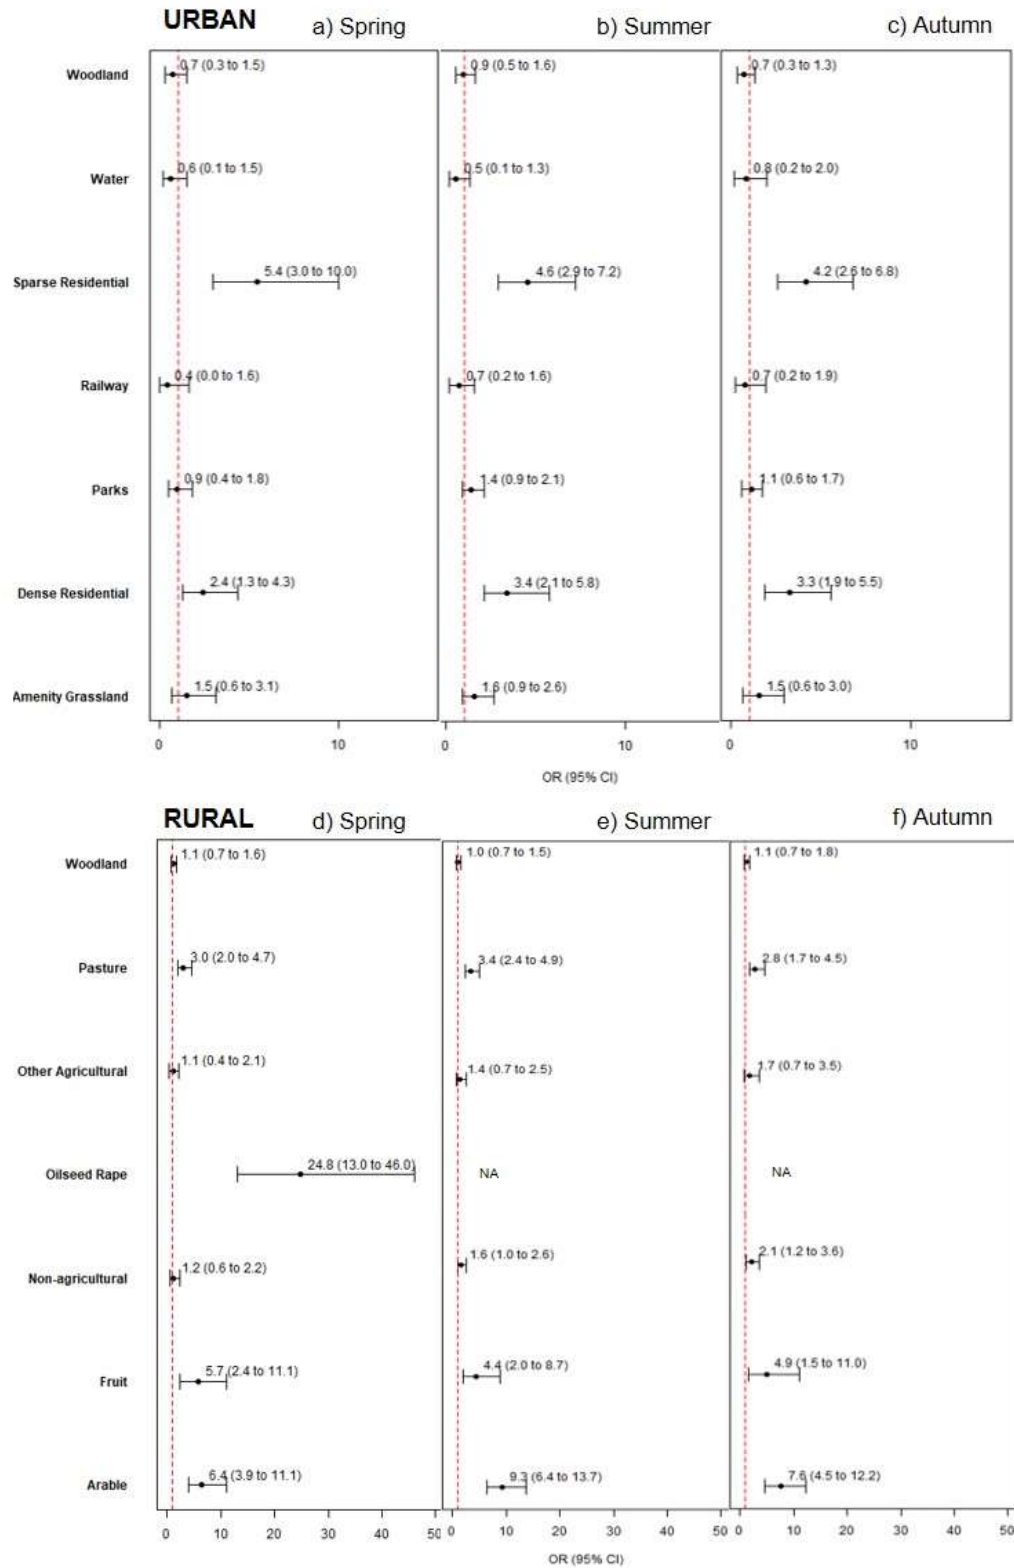 URBAN
a) Spring
b) Summer
c) Autumn
Woodland
0.7 (0.3 to 1.5)
0.9 (0.5 to 1.6)
0.7 (0.3 to 1.3)
Water
0.6 (0.1 to 1.5)
0.5 (0.1 to 1.3)
0.8 (0.2 to 2.0)
Sparse Residential
5.4 (3.0 to 10.0)
4.6 (2.9 to 7.2)
4.2 (2.6 to 6.8)
Railway
0.4 (0.0 to 1.6)
0.7 (0.2 to 1.6)
0.7 (0.2 to 1.9)
Parks
0.9 (0.4 to 1.8)
1.4 (0.9 to 2.1)
1.1 (0.6 to 1.7)
Dense Residential
2.4 (1.3 to 4.3)
3.4 (2.1 to 5.8)
3.3 (1.9 to 5.5)
Amenity Grassland
1.5 (0.6 to 3.1)
1.6 (0.9 to 2.6)
1.5 (0.6 to 3.0)
0 10
0 10
0 10
OR (95% CI)
RURAL
d) Spring
e) Summer
f) Autumn
Woodland
1.1 (0.7 to 1.6)
1.0 (0.7 to 1.5)
1.1 (0.7 to 1.8)
Pasture
3.0 (2.0 to 4.7)
3.4 (2.4 to 4.9)
2.8 (1.7 to 4.5)
Other Agricultural
1.1 (0.4 to 2.1)
1.4 (0.7 to 2.5)
1.7 (0.7 to 3.5)
Oilseed Rape
24.8 (13.0 to 46.0)
NA
NA
Non-agricultural
1.2 (0.6 to 2.2)
1.6 (1.0 to 2.6)
2.1 (1.2 to 3.6)
Fruit
5.7 (2.4 to 11.1)
4.4 (2.0 to 8.7)
4.9 (1.5 to 11.0)
Arable
6.4 (3.9 to 11.1)
9.3 (6.4 to 13.7)
7.6 (4.5 to 12.2)
0 10 20 30 40 50
0 10 20 30 40 50
0 10 20 30 40 50
OR (95% CI)